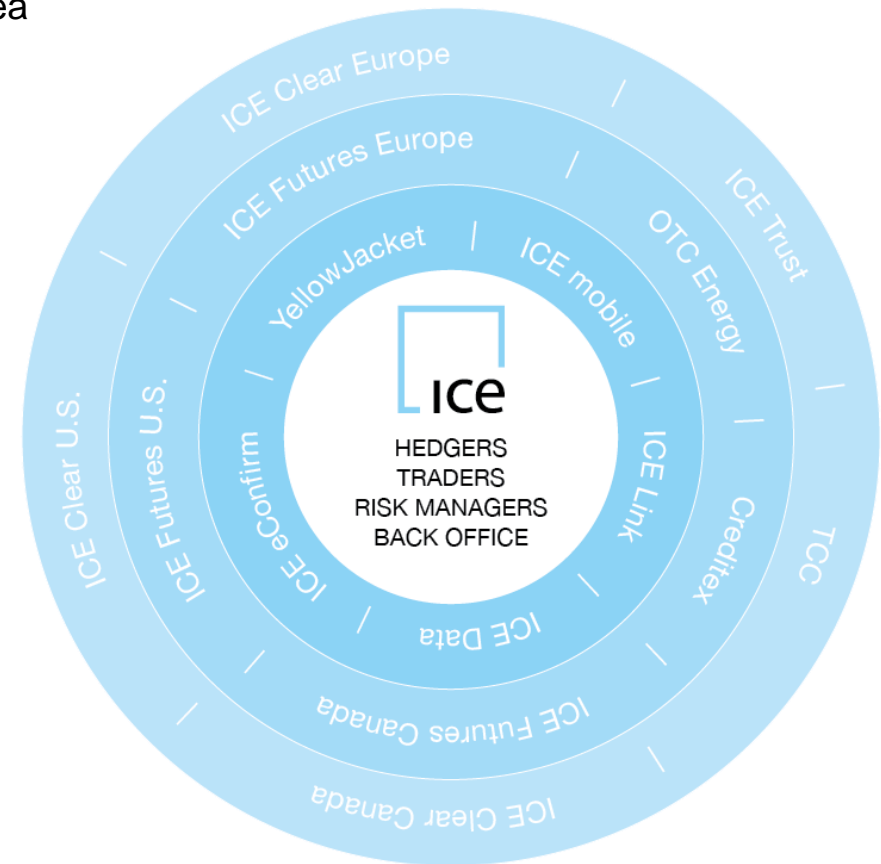 ea
ICE Clear Europe
ICE Trust
TCC
ICE Clear Canada
ICE Clear U.S.
ICE Futures Europe
OTC Energy
Creditex
ICE Futures Canada
ICE Futures U.S.
YellowJacket
ICE mobile
ICE Link
ICE Data
ICE eConfirm
ice
HEDGERS
TRADERS
RISK MANAGERS
BACK OFFICE